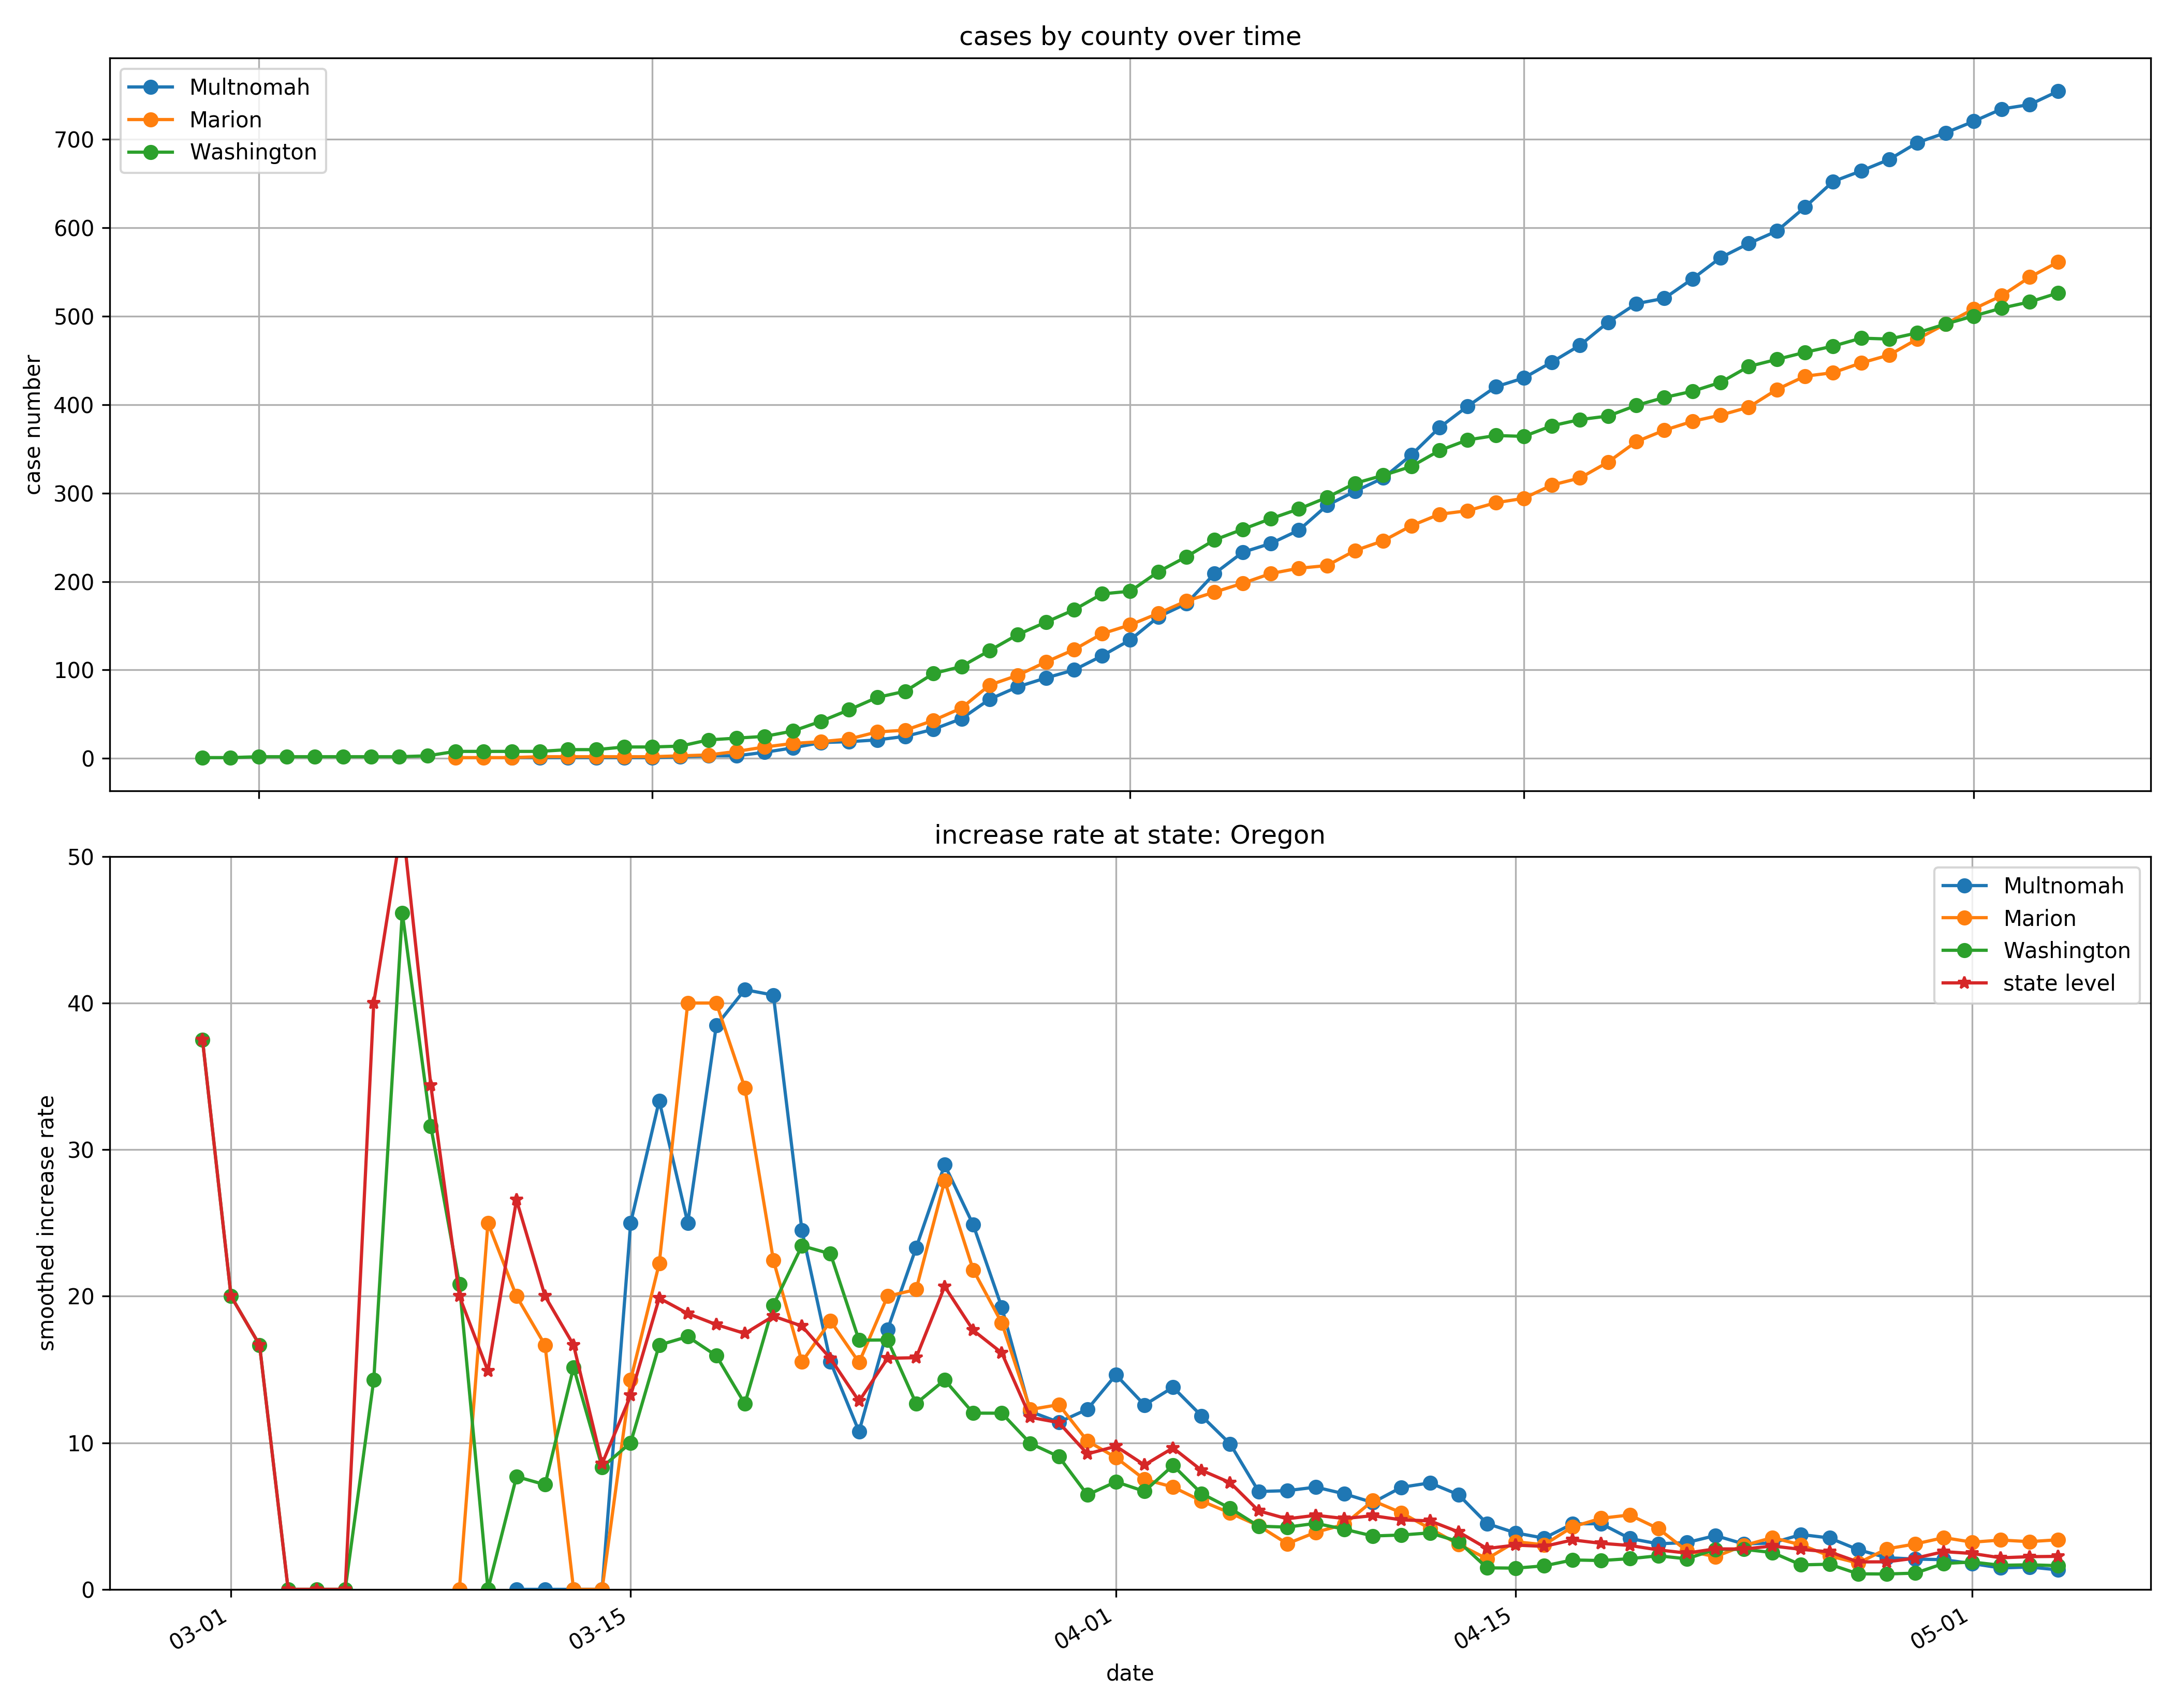 cases by county over time
Multnomah
Marion
Washington
700
600
500
400
300
200
100
0
case number
increase rate at state: Oregon
Multnomah
Marion
Washington
state level
50
40
30
20
10
0
smoothed increase rate
03-01
03-15
04-01
04-15
05-01
date